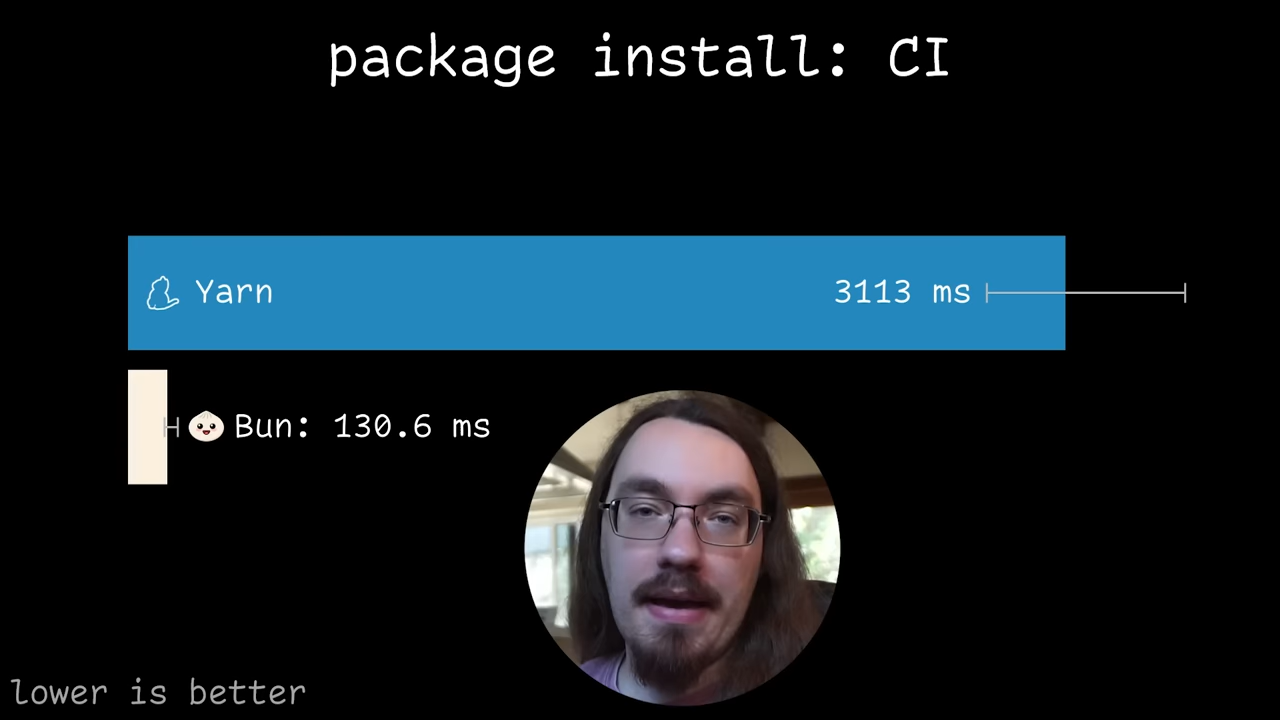 package install: CI
Yarn 3113 ms
Bun: 130.6 ms
lower is better